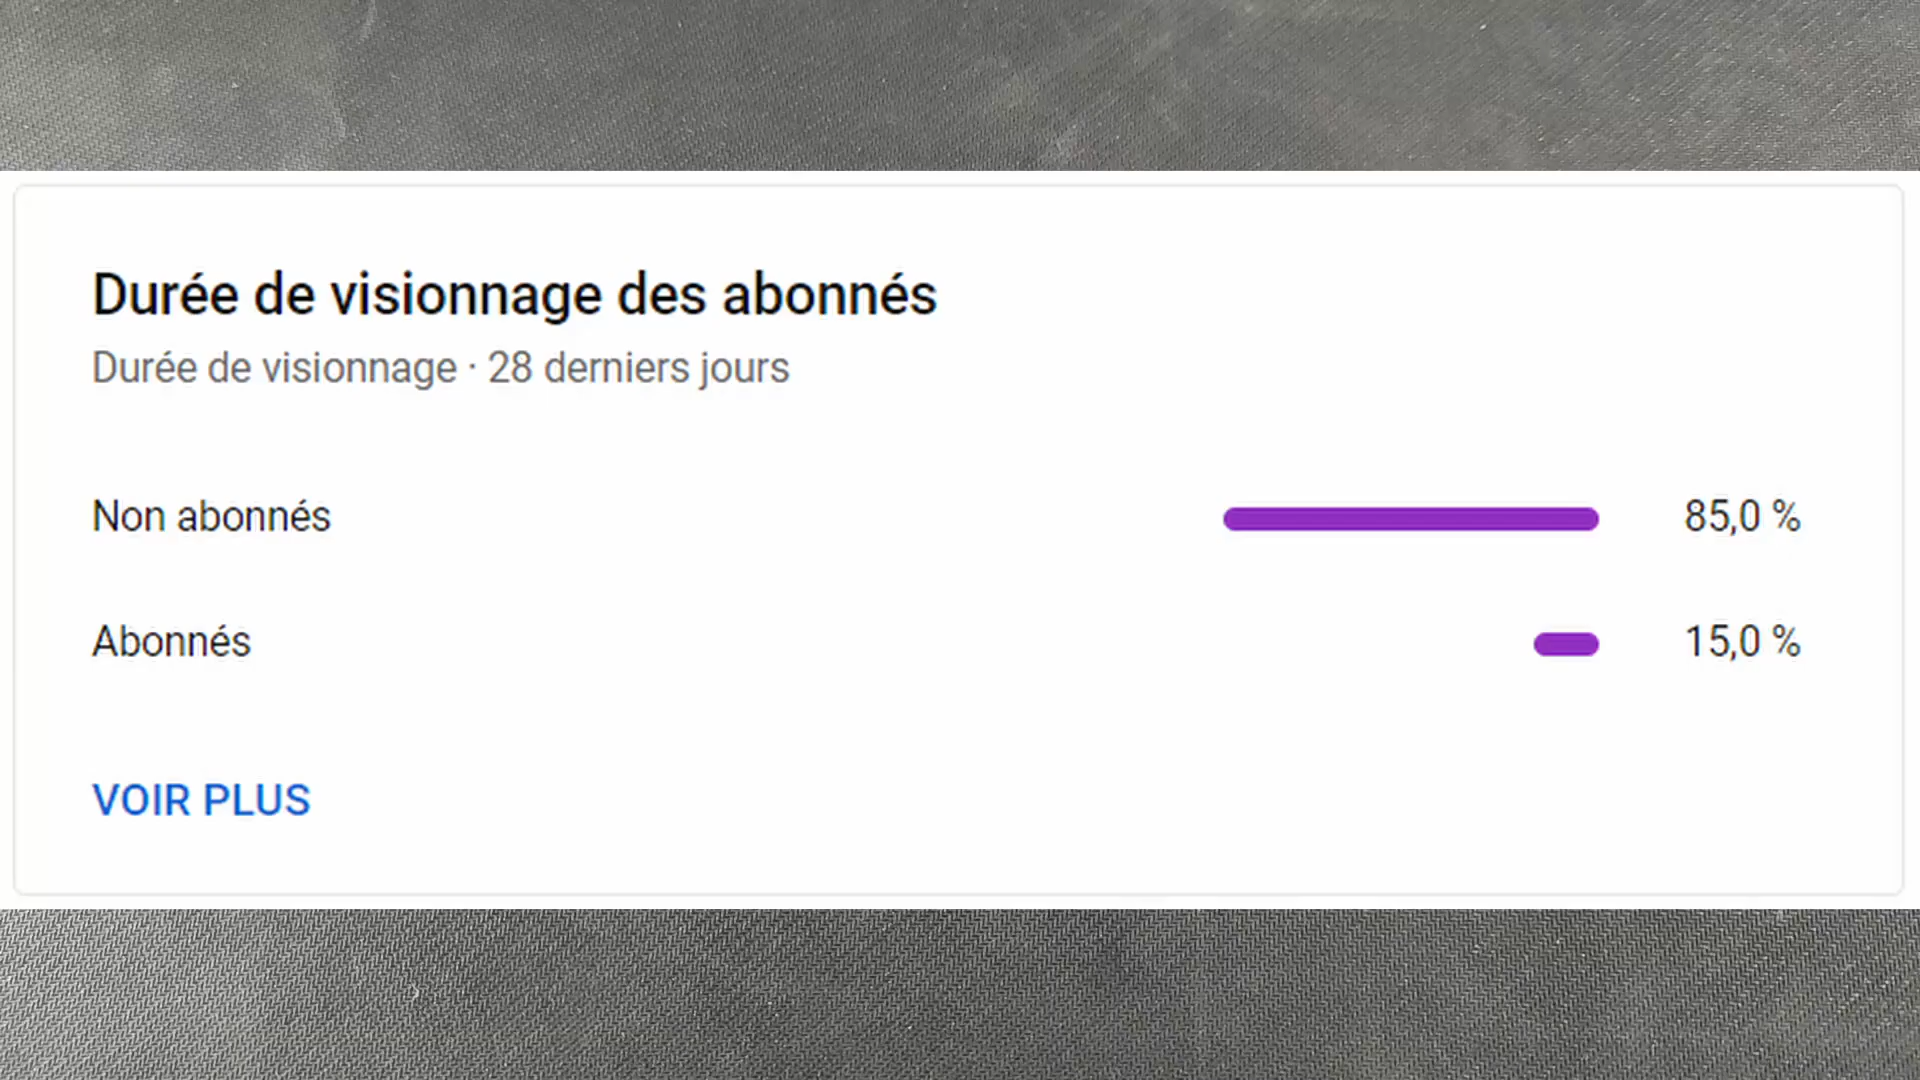 Durée de visionnage des abonnés
Durée de visionnage · 28 derniers jours
Non abonnés 85,0 %
Abonnés 15,0 %
VOIR PLUS